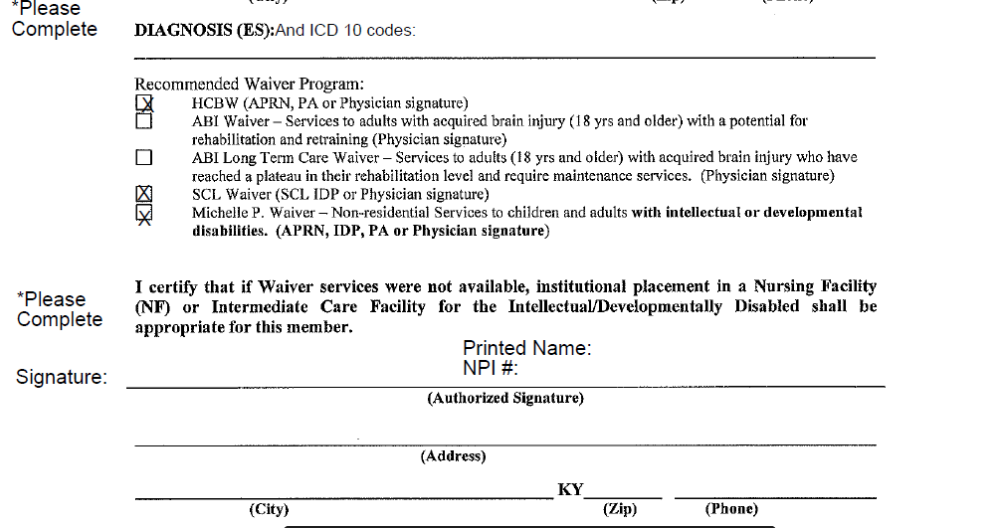 *Please
Complete
DIAGNOSIS (ES):And ICD 10 codes:
Recommended Waiver Program:
X HCBW (APRN, PA or Physician signature)
ABI Waiver – Services to adults with acquired brain injury (18 yrs and older) with a potential for
rehabilitation and retraining (Physician signature)
ABI Long Term Care Waiver – Services to adults (18 yrs and older) with acquired brain injury who have
reached a plateau in their rehabilitation level and require maintenance services. (Physician signature)
X SCL Waiver (SCL IDP or Physician signature)
X Michelle P. Waiver – Non-residential Services to children and adults with intellectual or developmental
disabilities. (APRN, IDP, PA or Physician signature)
*Please
Complete
I certify that if Waiver services were not available, institutional placement in a Nursing Facility
(NF) or Intermediate Care Facility for the Intellectual/Developmentally Disabled shall be
appropriate for this member.
Printed Name:
NPI #:
Signature:
(Authorized Signature)
(Address)
KY
(City) (Zip) (Phone)